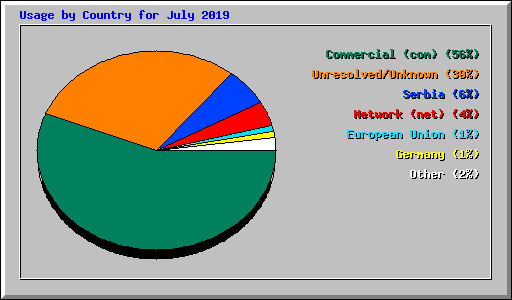 Usage by Country for July 2019
Commercial (com) (56%)
Unresolved/Unknown (30%)
Serbia (6%)
Network (net) (4%)
European Union (1%)
Germany (1%)
Other (2%)